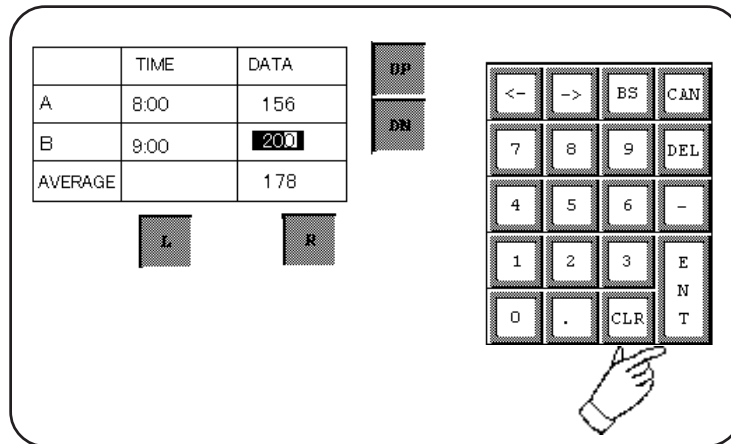 TIME DATA
A 8:00 156
B 9:00 200
AVERAGE 178
UP
DN
L R
<- -> BS CAN
7 8 9 DEL
4 5 6 -
1 2 3 ENT
0 . CLR